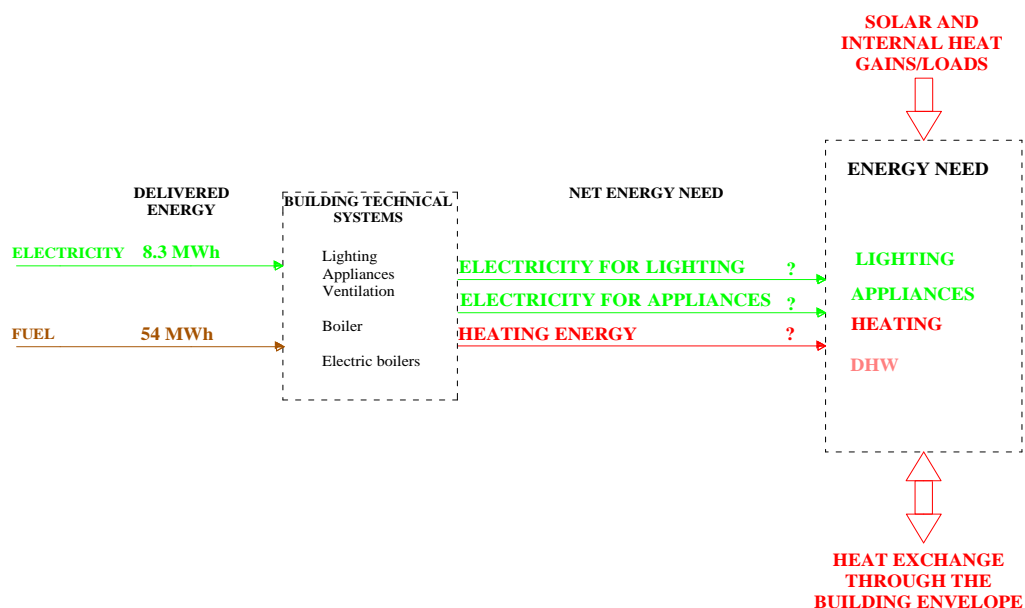 SOLAR AND
INTERNAL HEAT
GAINS/LOADS
DELIVERED
ENERGY
BUILDING TECHNICAL
SYSTEMS
NET ENERGY NEED
ENERGY NEED
ELECTRICITY 8.3 MWh
Lighting
Appliances
Ventilation
ELECTRICITY FOR LIGHTING ?
LIGHTING
ELECTRICITY FOR APPLIANCES ?
APPLIANCES
FUEL 54 MWh
Boiler
HEATING ENERGY ?
HEATING
Electric boilers
DHW
HEAT EXCHANGE
THROUGH THE
BUILDING ENVELOPE